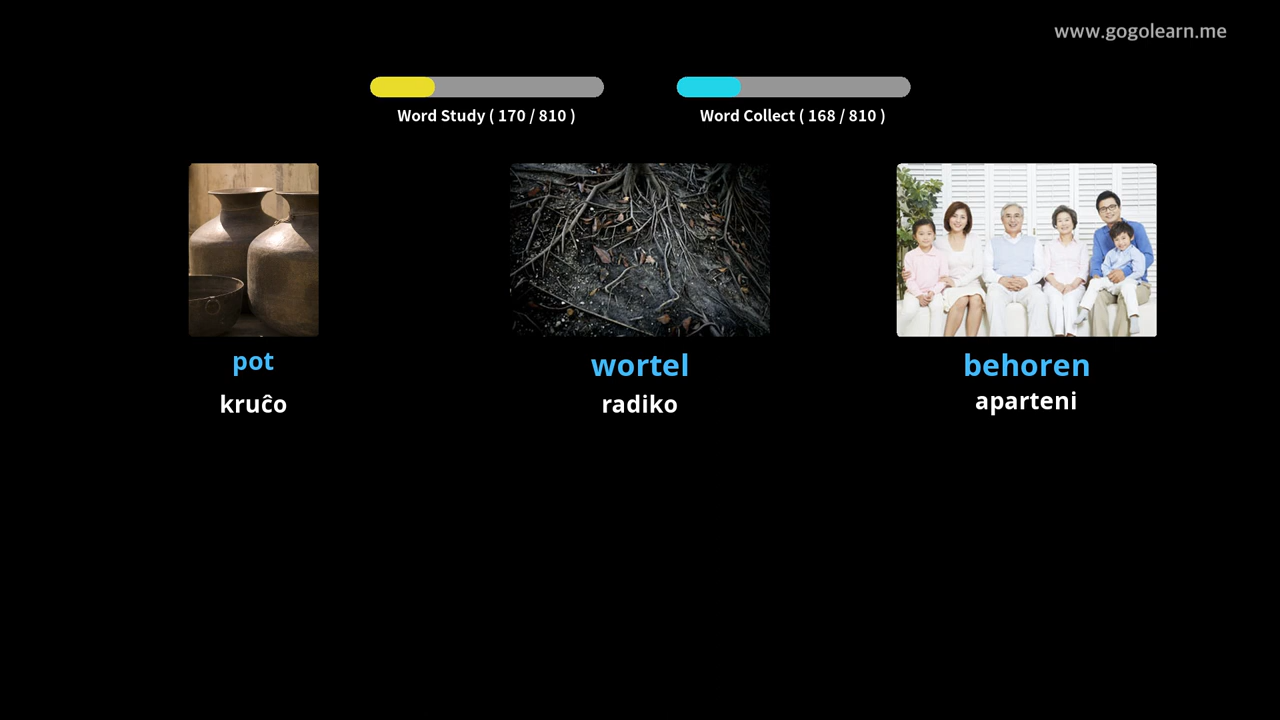 www.gogolearn.me
Word Study ( 170 / 810 )
Word Collect ( 168 / 810 )
pot
kruĉo
wortel
radiko
behoren
aparteni